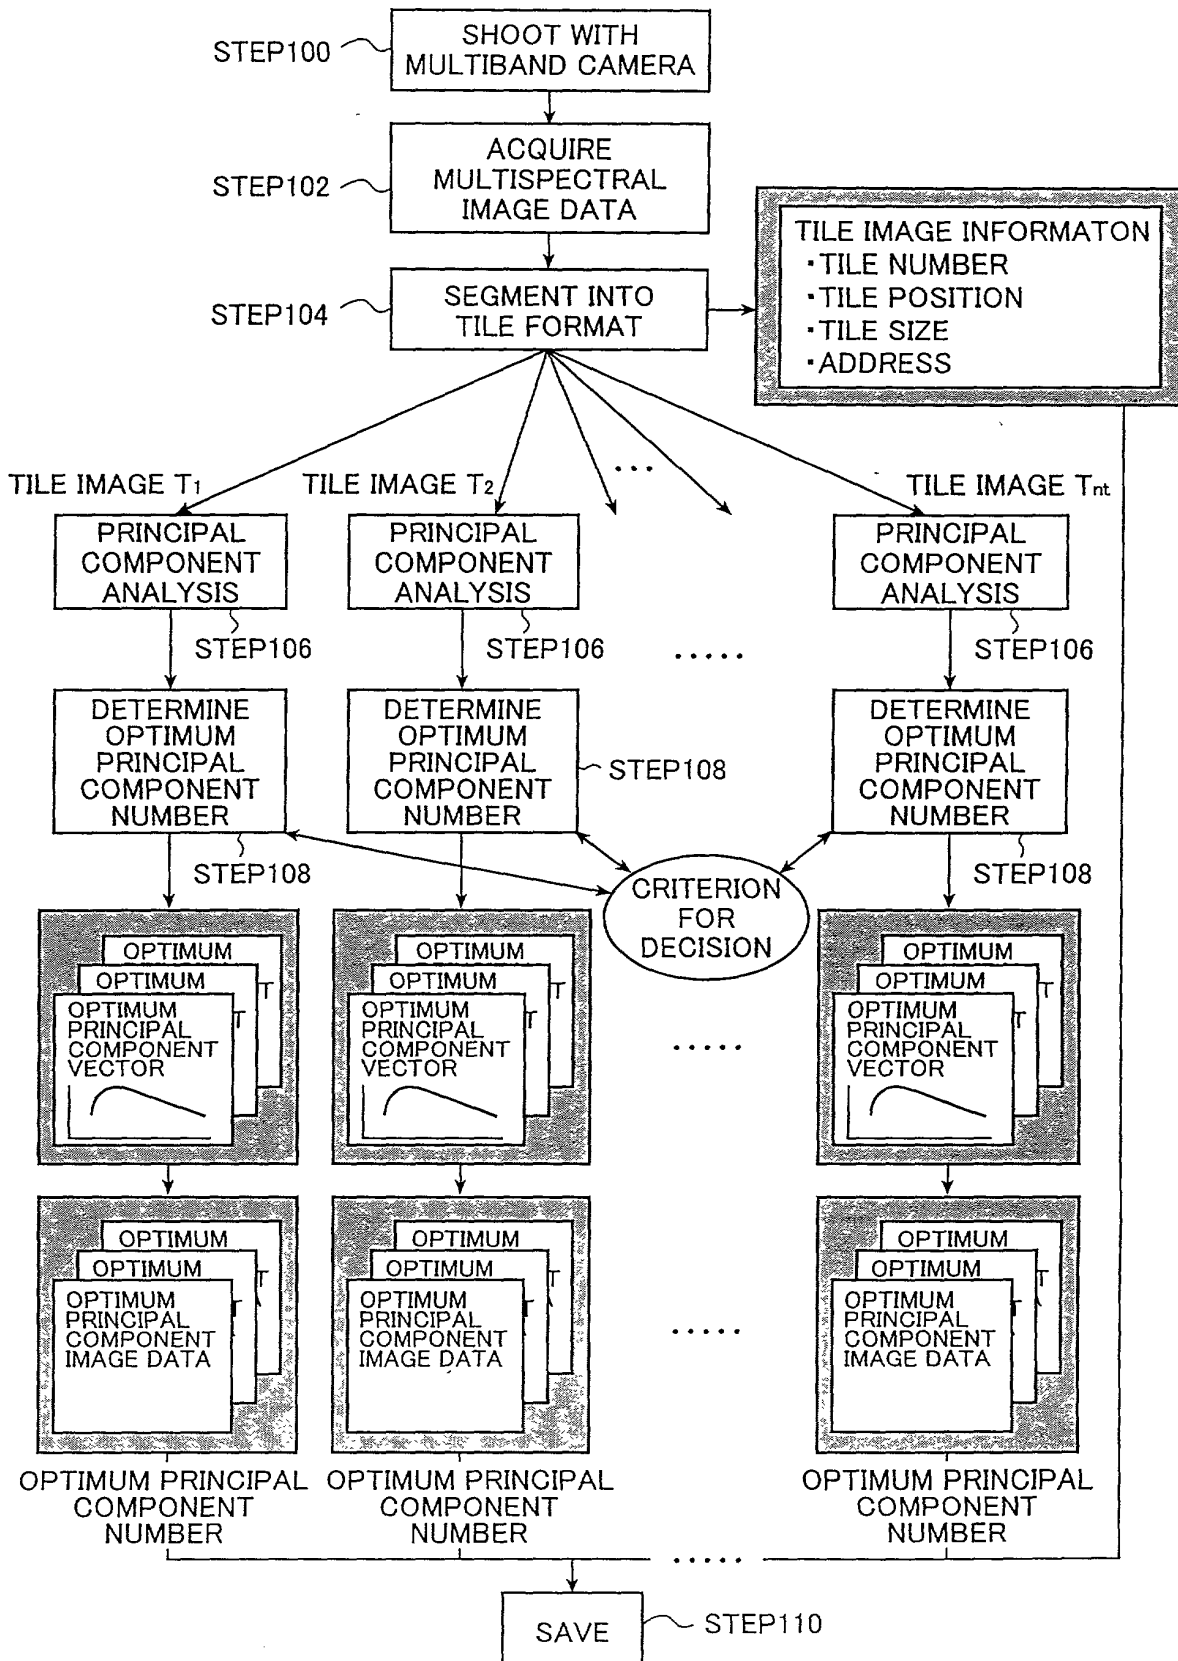 STEP100
SHOOT WITH
MULTIBAND CAMERA
STEP102
ACQUIRE
MULTISPECTRAL
IMAGE DATA
STEP104
SEGMENT INTO
TILE FORMAT
TILE IMAGE INFORMATON
・TILE NUMBER
・TILE POSITION
・TILE SIZE
・ADDRESS
...
TILE IMAGE T1
TILE IMAGE T2
TILE IMAGE Tnt
PRINCIPAL
COMPONENT
ANALYSIS
STEP106
PRINCIPAL
COMPONENT
ANALYSIS
STEP106
.....
PRINCIPAL
COMPONENT
ANALYSIS
STEP106
DETERMINE
OPTIMUM
PRINCIPAL
COMPONENT
NUMBER
STEP108
DETERMINE
OPTIMUM
PRINCIPAL
COMPONENT
NUMBER
STEP108
DETERMINE
OPTIMUM
PRINCIPAL
COMPONENT
NUMBER
STEP108
CRITERION
FOR
DECISION
OPTIMUM
OPTIMUM
T
OPTIMUM
PRINCIPAL
COMPONENT
VECTOR
T
OPTIMUM
OPTIMUM
T
OPTIMUM
PRINCIPAL
COMPONENT
VECTOR
T
.....
OPTIMUM
OPTIMUM
T
OPTIMUM
PRINCIPAL
COMPONENT
VECTOR
T
OPTIMUM
OPTIMUM
T
OPTIMUM
PRINCIPAL
COMPONENT
IMAGE DATA
T
OPTIMUM
OPTIMUM
T
OPTIMUM
PRINCIPAL
COMPONENT
IMAGE DATA
T
.....
OPTIMUM
OPTIMUM
T
OPTIMUM
PRINCIPAL
COMPONENT
IMAGE DATA
T
OPTIMUM PRINCIPAL
COMPONENT
NUMBER
OPTIMUM PRINCIPAL
COMPONENT
NUMBER
OPTIMUM PRINCIPAL
COMPONENT
NUMBER
.....
SAVE
STEP110